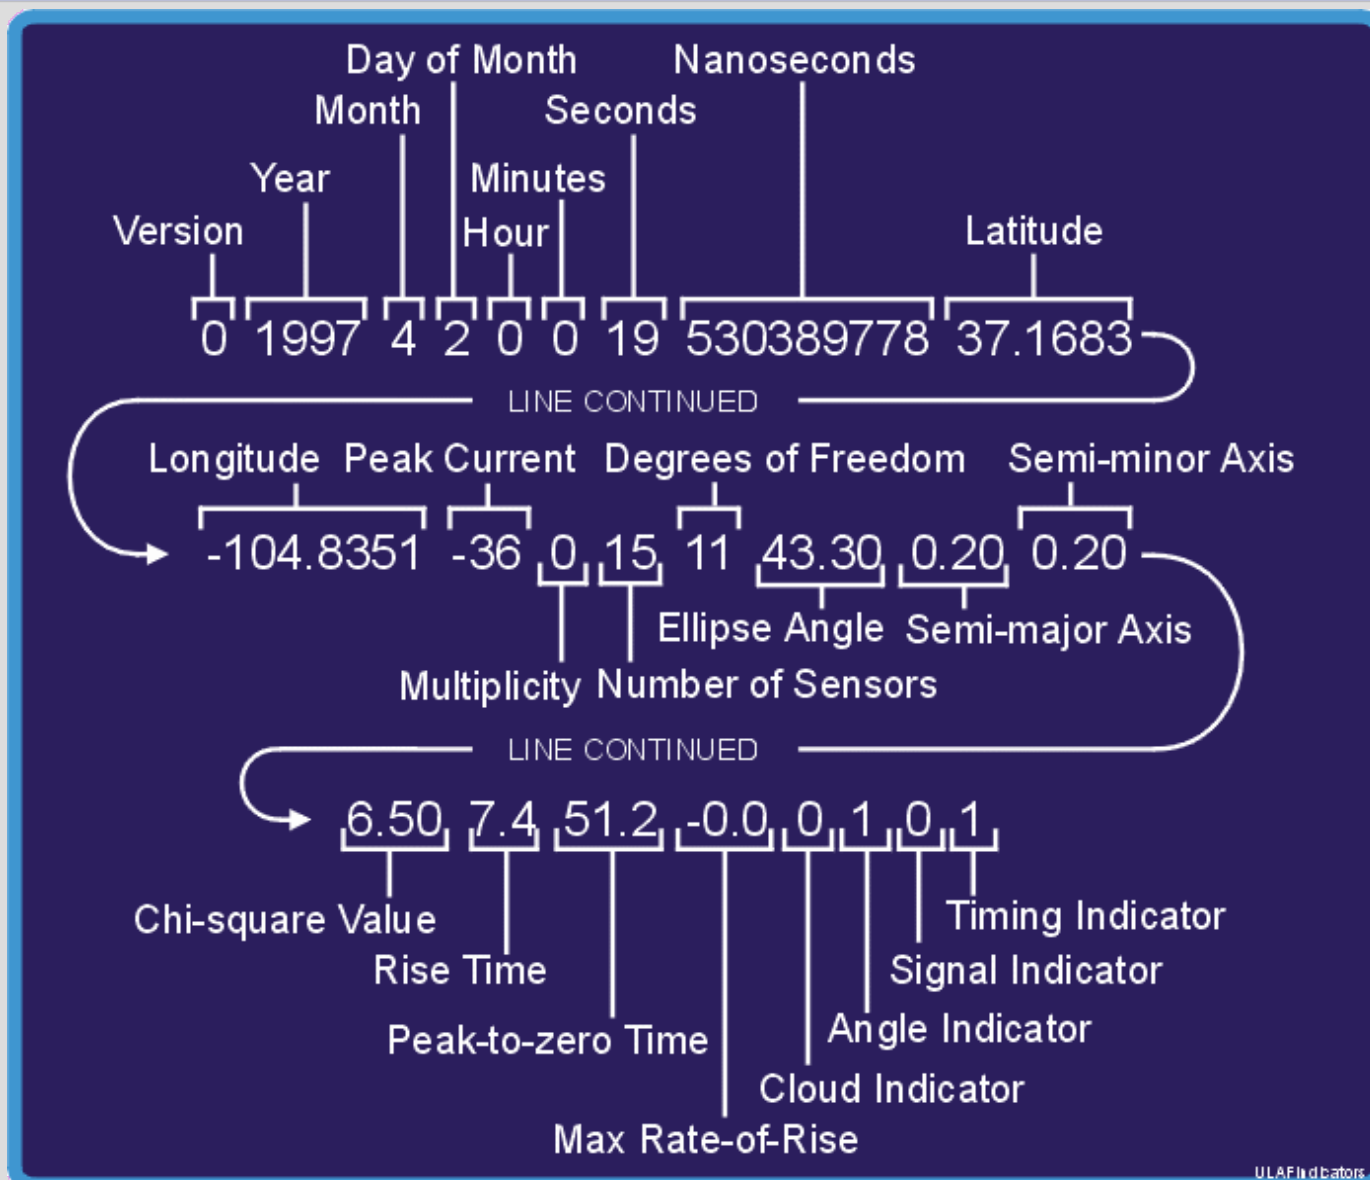 Day of Month Nanoseconds
Month Seconds
Year Minutes
Version Hour Latitude
0 1997 4 2 0 0 19 530389778 37.1683
LINE CONTINUED
Longitude Peak Current Degrees of Freedom Semi-minor Axis
-104.8351 -36 0 15 11 43.30 0.20 0.20
Ellipse Angle Semi-major Axis
Multiplicity Number of Sensors
LINE CONTINUED
6.50 7.4 51.2 -0.0 0 1 0 1
Chi-square Value Timing Indicator
Rise Time Signal Indicator
Peak-to-zero Time Angle Indicator
Cloud Indicator
Max Rate-of-Rise
ULAFIndicators